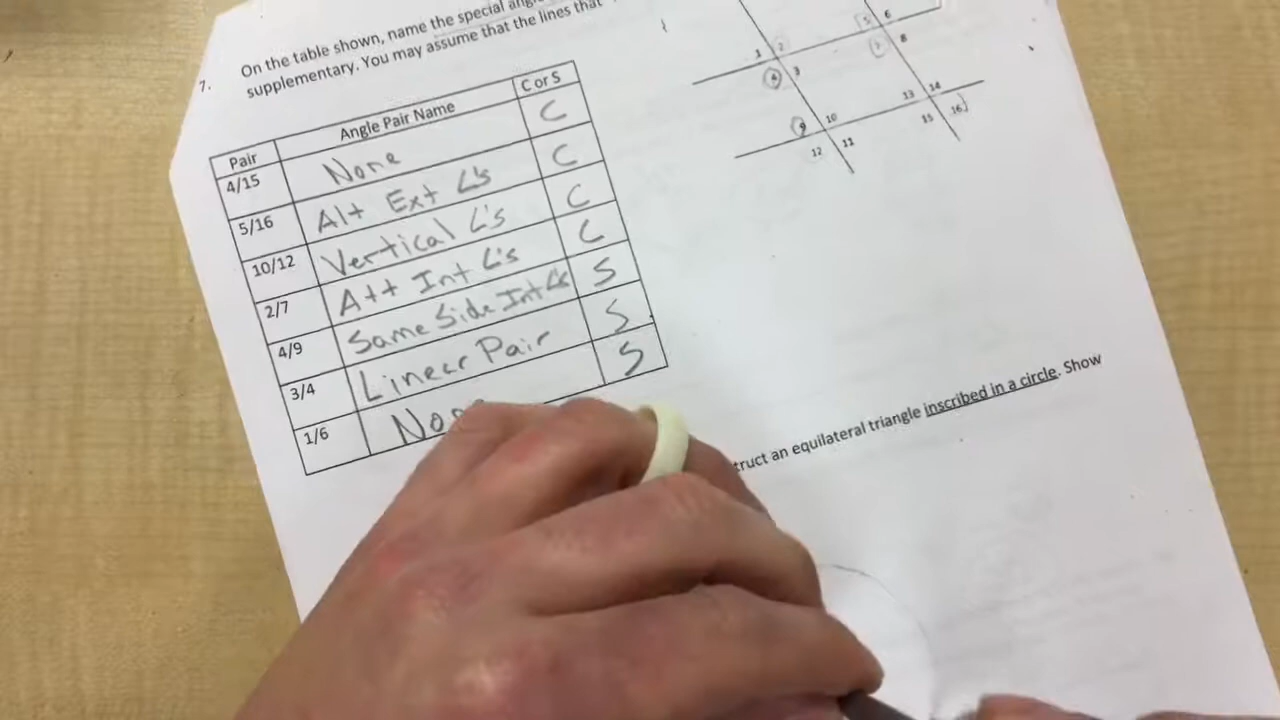 7. On the table shown, name the special
supplementary. You may assume that the lines that
Pair Angle Pair Name C or S
4/15 None C
5/16 Alt Ext ∠'s C
10/12 Vertical ∠'s C
2/7 Alt Int ∠'s C
4/9 Same Side Int ∠s S
3/4 Linear Pair S
1/6 S
1 2 5 6
4 3 7 8
9 10 13 14
12 11 15 16
an equilateral triangle inscribed in a circle. Show